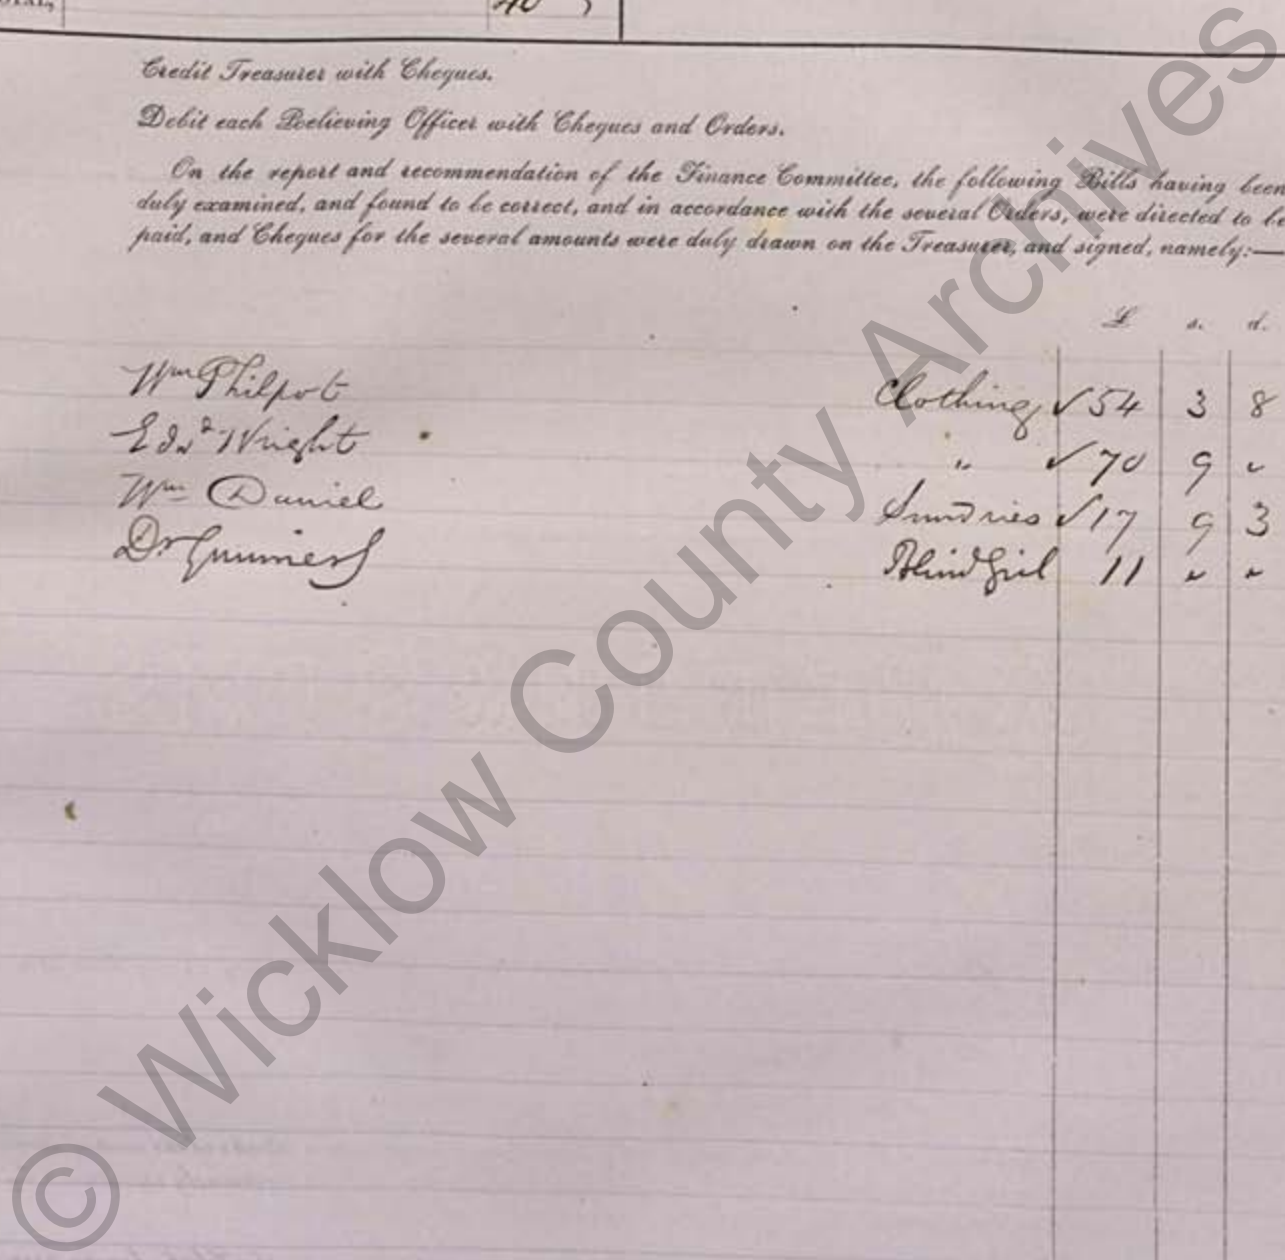 TOTAL,
40
Credit Treasurer with Cheques.
Debit each Relieving Officer with Cheques and Orders.
On the report and recommendation of the Finance Committee, the following Bills having been
duly examined, and found to be correct, and in accordance with the several Orders, were directed to be
paid, and Cheques for the several amounts were duly drawn on the Treasurer, and signed, namely:—
£ s. d.
Wm Philpot Clothing ✓ 54 3 8
Edwd Wright " ✓ 70 9 "
Wm Daniel Sundries ✓ 17 9 3
Dr Blind Girl 11 " "
© Wicklow County Archives